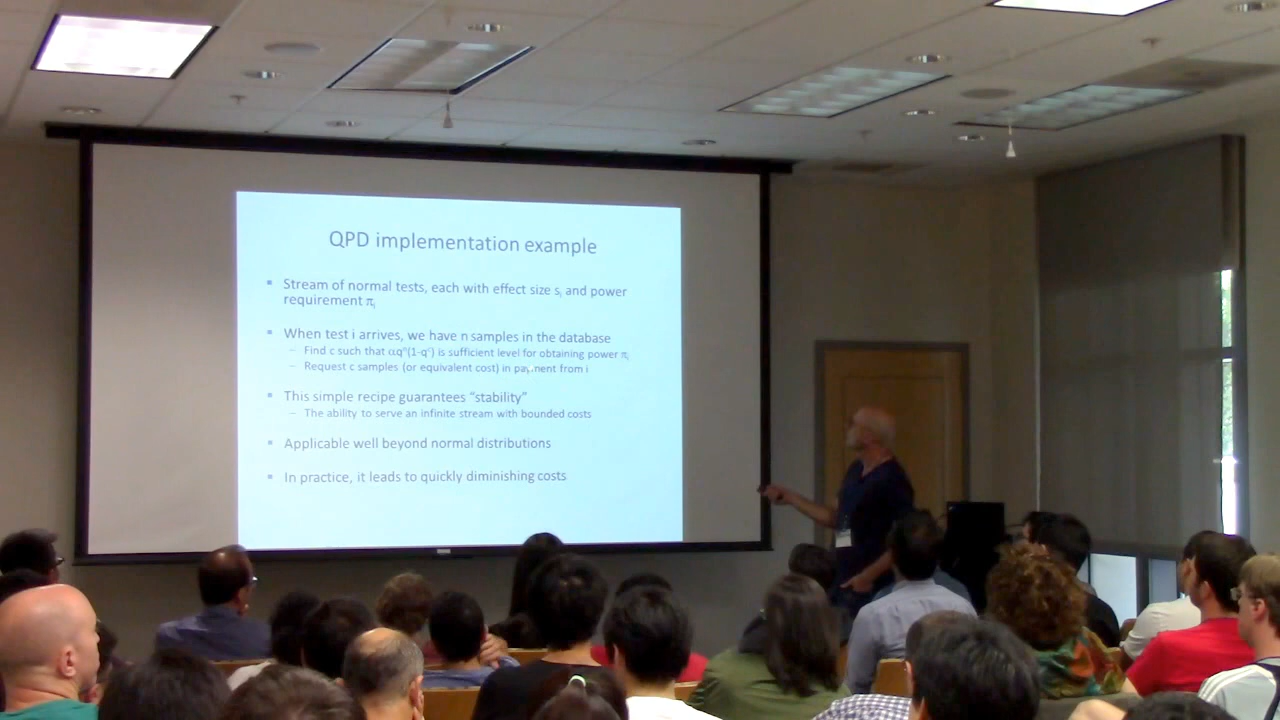 QPD implementation example
▪ Stream of normal tests, each with effect size sᵢ and power
requirement πᵢ
▪ When test i arrives, we have n samples in the database
– Find c such that αqⁿ(1-qᶜ) is sufficient level for obtaining power πᵢ
– Request c samples (or equivalent cost) in payment from i
▪ This simple recipe guarantees “stability”
– The ability to serve an infinite stream with bounded costs
▪ Applicable well beyond normal distributions
▪ In practice, it leads to quickly diminishing costs